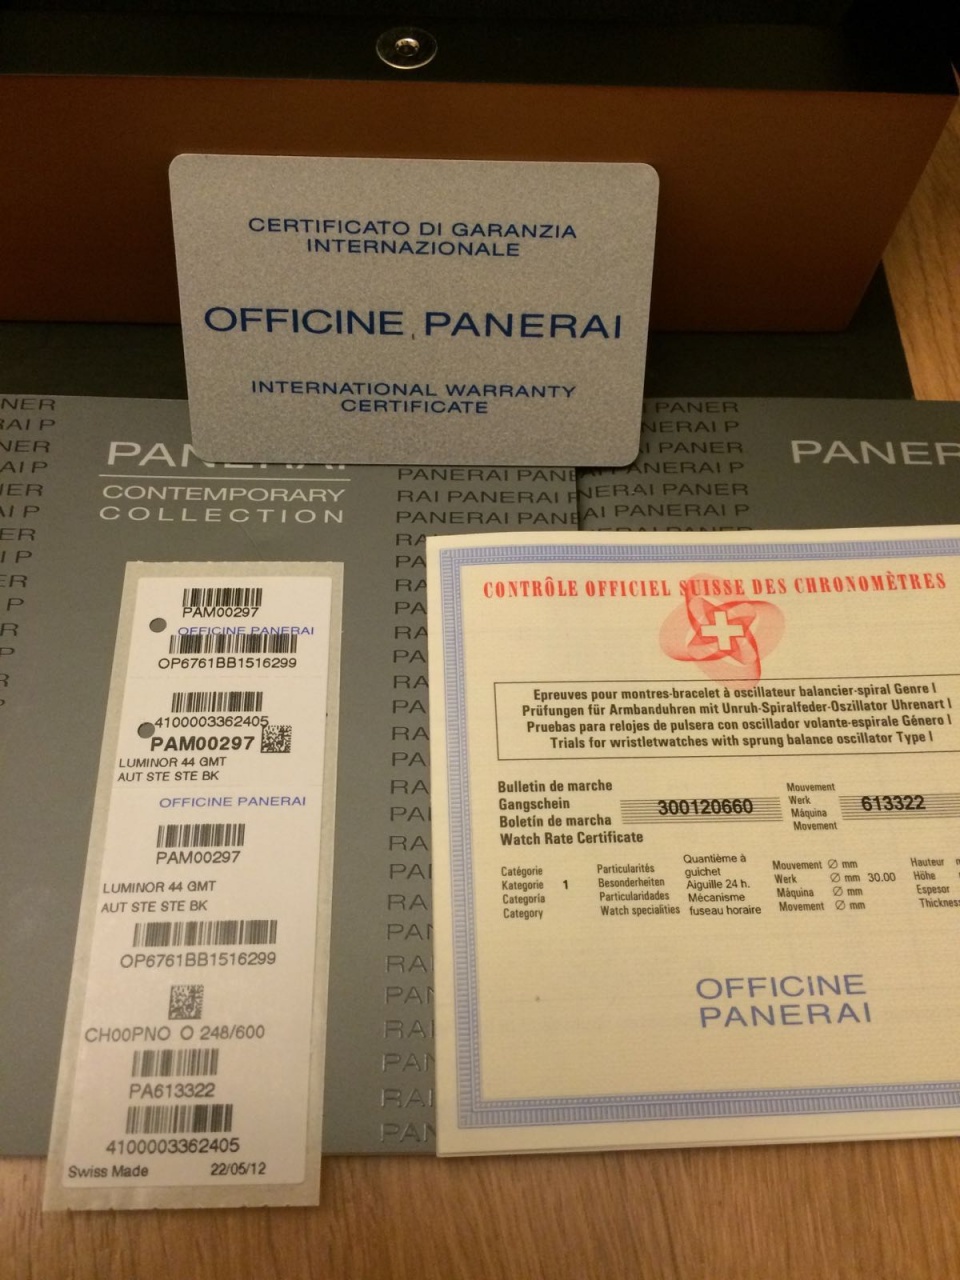 CERTIFICATO DI GARANZIA
INTERNAZIONALE
OFFICINE PANERAI
INTERNATIONAL WARRANTY
CERTIFICATE
CONTEMPORARY
COLLECTION
PAM00297
OFFICINE PANERAI
OP6761BB1516299
4100003362405
PAM00297
LUMINOR 44 GMT
AUT STE STE BK
OFFICINE PANERAI
PAM00297
LUMINOR 44 GMT
AUT STE STE BK
OP6761BB1516299
CH00PNO O 248/600
PA613322
4100003362405
Swiss Made 22/05/12
CONTRÔLE OFFICIEL SUISSE DES CHRONOMÈTRES
Epreuves pour montres-bracelet à oscillateur balancier-spiral Genre I
Prüfungen für Armbanduhren mit Unruh-Spiralfeder-Oszillator Uhrenart I
Pruebas para relojes de pulsera con oscillador volante-espirale Género I
Trials for wristletwatches with sprung balance oscillator Type I
Bulletin de marche
Gangschein
Boletín de marcha
Watch Rate Certificate
300120660
Mouvement
Werk
Máquina
Movement
613322
Catégorie
Kategorie 1
Categoria
Category
Particularités
Besonderheiten
Particularidades
Watch specialities
Quantième à
guichet
Aiguille 24 h.
Mécanisme
fuseau horaire
Mouvement ∅ mm
Werk ∅ mm 30.00
Máquina ∅ mm
Movement ∅ mm
Hauteur
Höhe
Espesor
OFFICINE
PANERAI